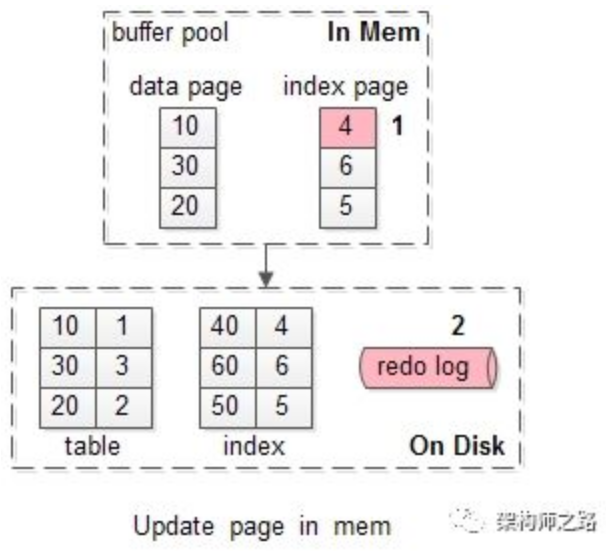 buffer pool In Mem
data page index page
10 4 1
30 6
20 5
10 1 40 4 2
30 3 60 6 redo log
20 2 50 5
table index On Disk
Update page in mem
架构师之路